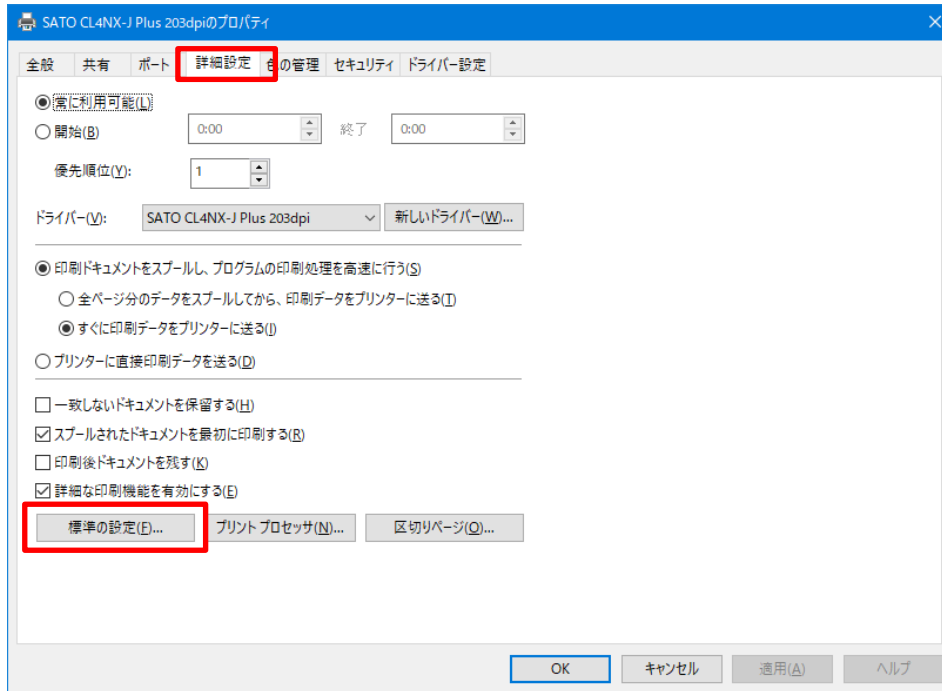 SATO CL4NX-J Plus 203dpiのプロパティ
全般 共有 ポート 詳細設定 色の管理 セキュリティ ドライバー設定
常に利用可能(L)
開始(B) 0:00 終了 0:00
優先順位(Y): 1
ドライバー(V): SATO CL4NX-J Plus 203dpi 新しいドライバー(W)...
印刷ドキュメントをスプールし、プログラムの印刷処理を高速に行う(S)
全ページ分のデータをスプールしてから、印刷データをプリンターに送る(T)
すぐに印刷データをプリンターに送る(I)
プリンターに直接印刷データを送る(D)
一致しないドキュメントを保留する(H)
スプールされたドキュメントを最初に印刷する(R)
印刷後ドキュメントを残す(K)
詳細な印刷機能を有効にする(E)
標準の設定(F)... プリント プロセッサ(N)... 区切りページ(O)...
OK キャンセル 適用(A) ヘルプ